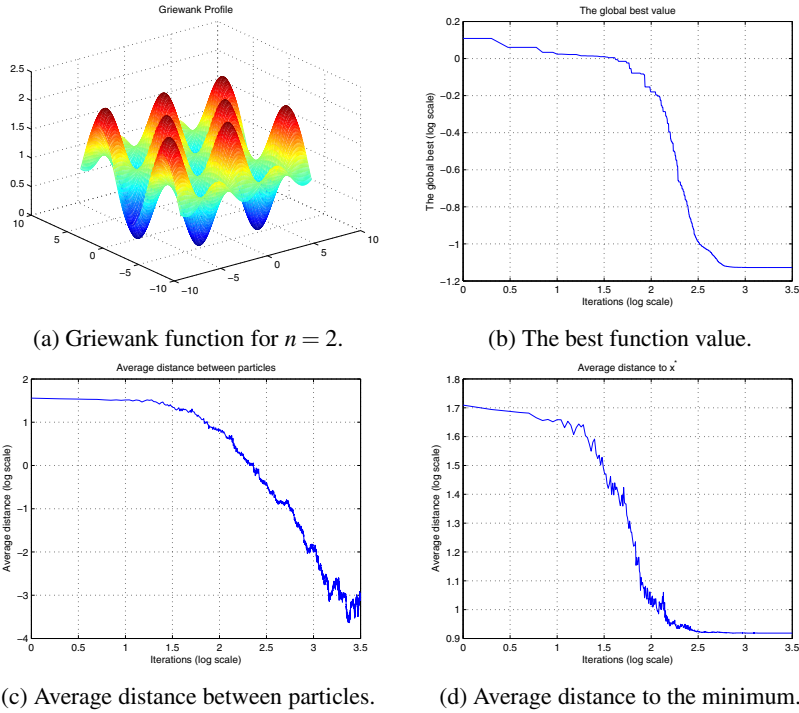 Griewank Profile
2.5
2
1.5
1
0.5
0
10
5
0
−5
−10
−10
−5
0
5
10
(a) Griewank function for n = 2.
The global best value
The global best (log scale)
0.2
0
−0.2
−0.4
−0.6
−0.8
−1
−1.2
0 0.5 1 1.5 2 2.5 3 3.5
Iterations (log scale)
(b) The best function value.
Average distance between particles
Average distance (log scale)
2
1
0
−1
−2
−3
−4
0 0.5 1 1.5 2 2.5 3 3.5
Iterations (log scale)
(c) Average distance between particles.
Average distance to x*
Average distance (log scale)
1.8
1.7
1.6
1.5
1.4
1.3
1.2
1.1
1
0.9
0 0.5 1 1.5 2 2.5 3 3.5
Iterations (log scale)
(d) Average distance to the minimum.